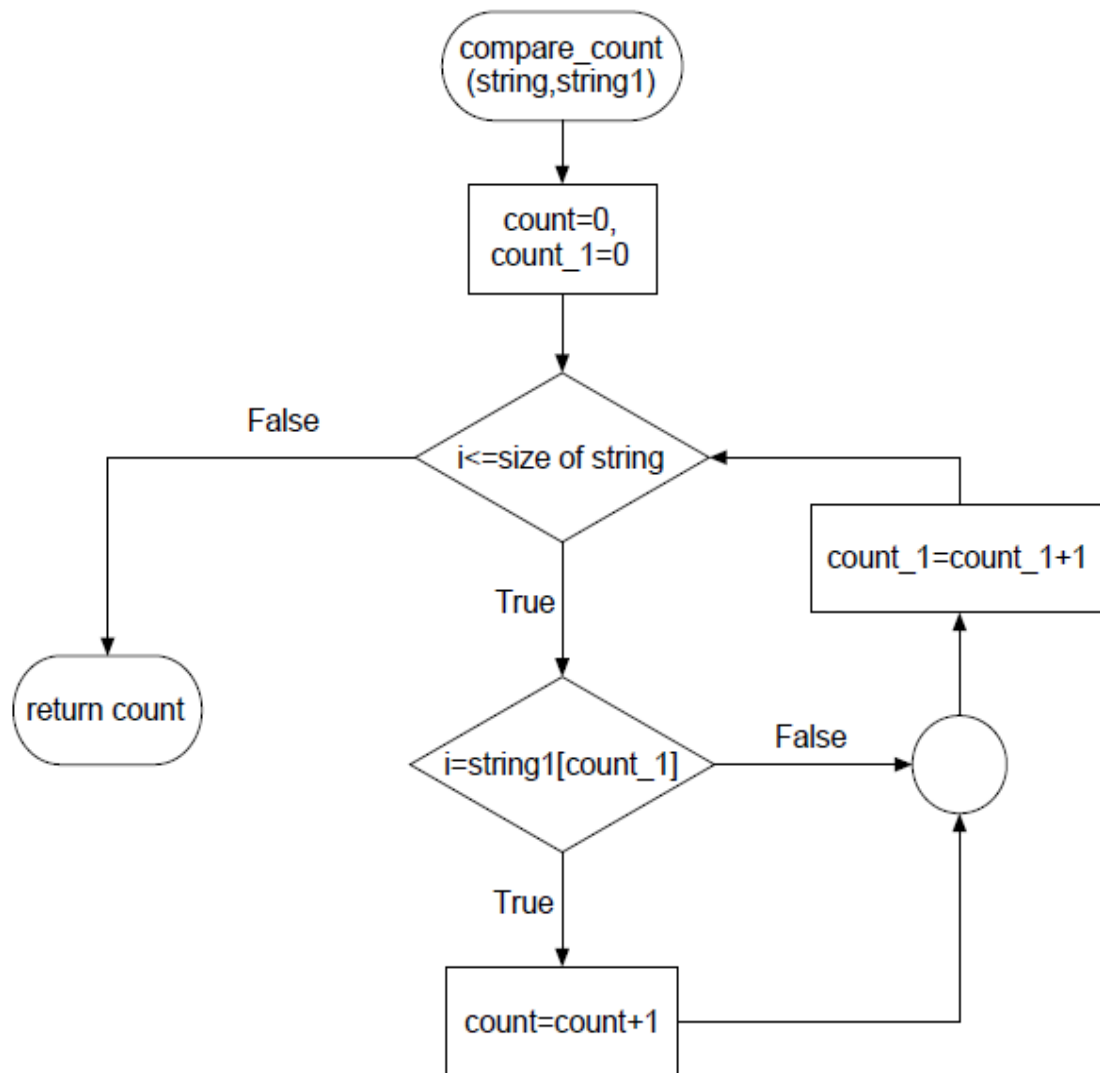 compare_count
(string,string1)
count=0,
count_1=0
False
i<=size of string
count_1=count_1+1
True
return count
i=string1[count_1]
False
True
count=count+1